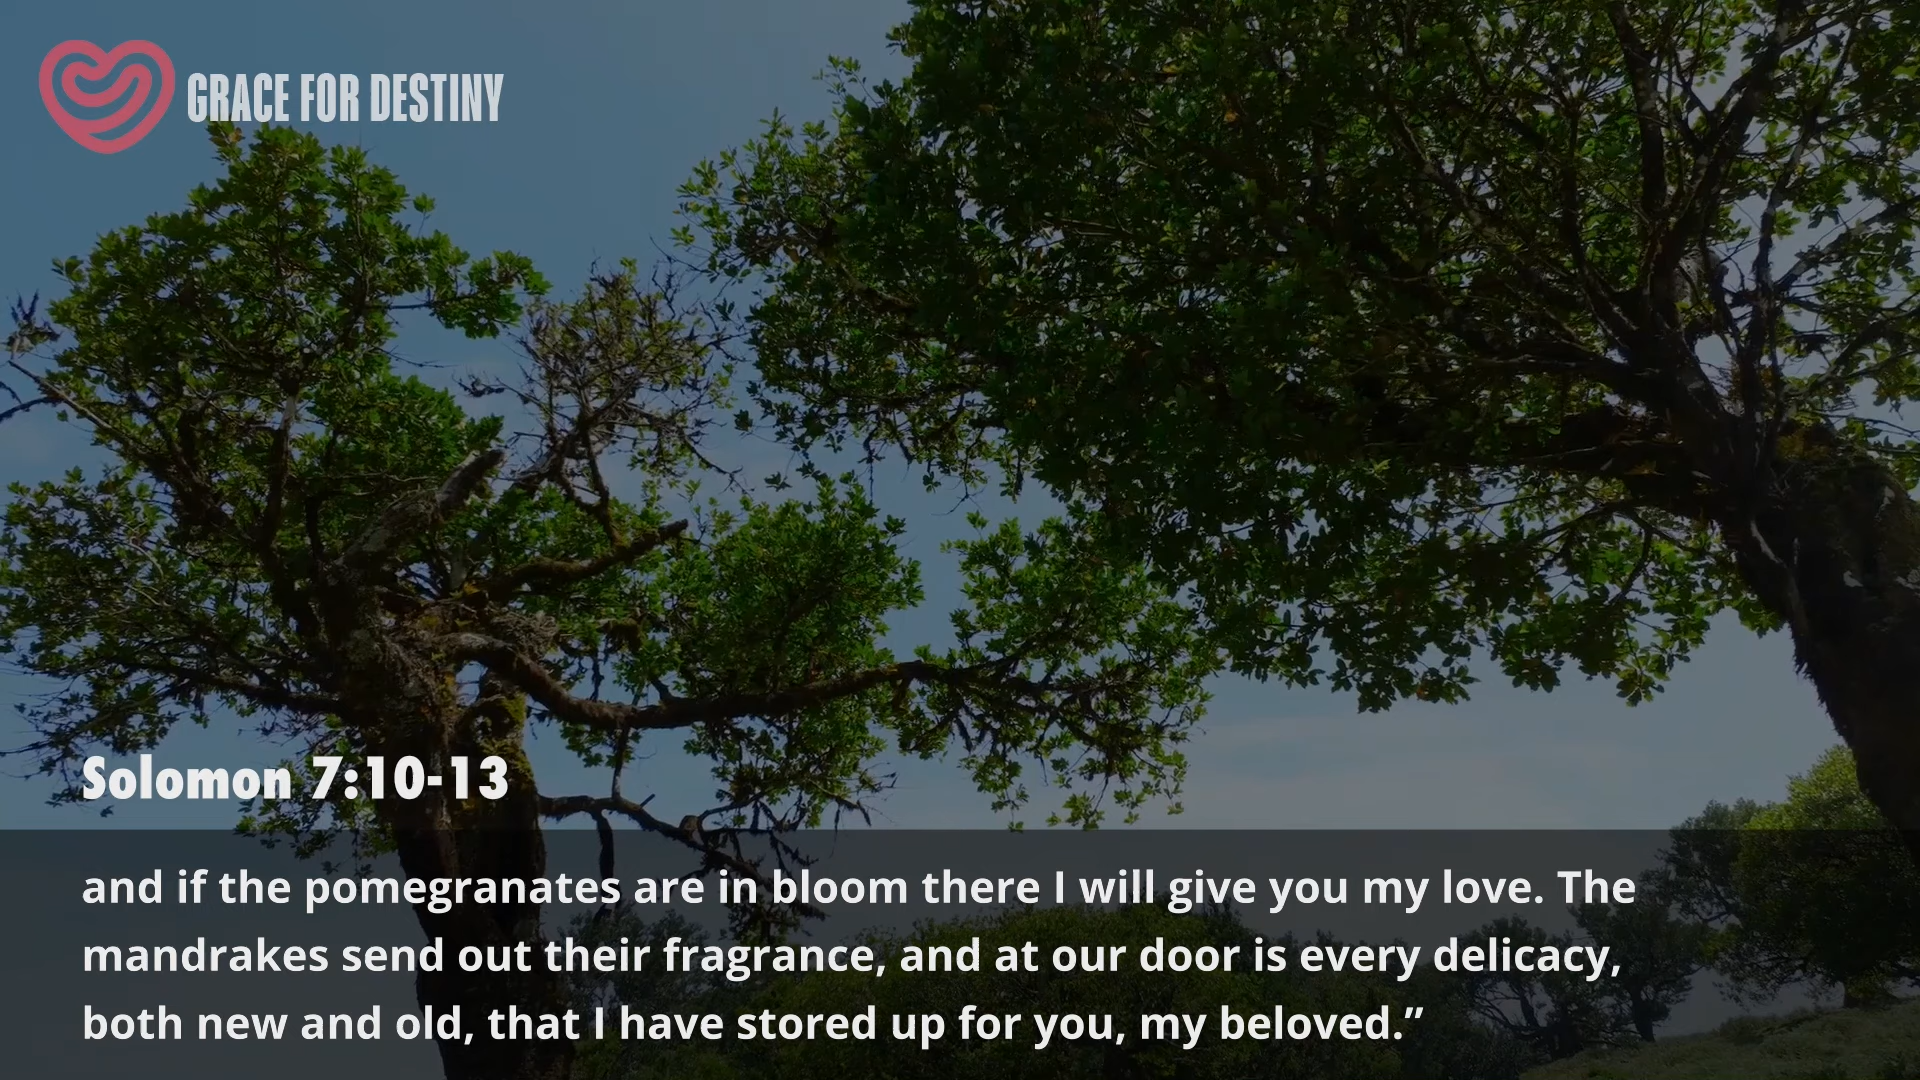 GRACE FOR DESTINY
Solomon 7:10-13
and if the pomegranates are in bloom there I will give you my love. The
mandrakes send out their fragrance, and at our door is every delicacy,
both new and old, that I have stored up for you, my beloved.”